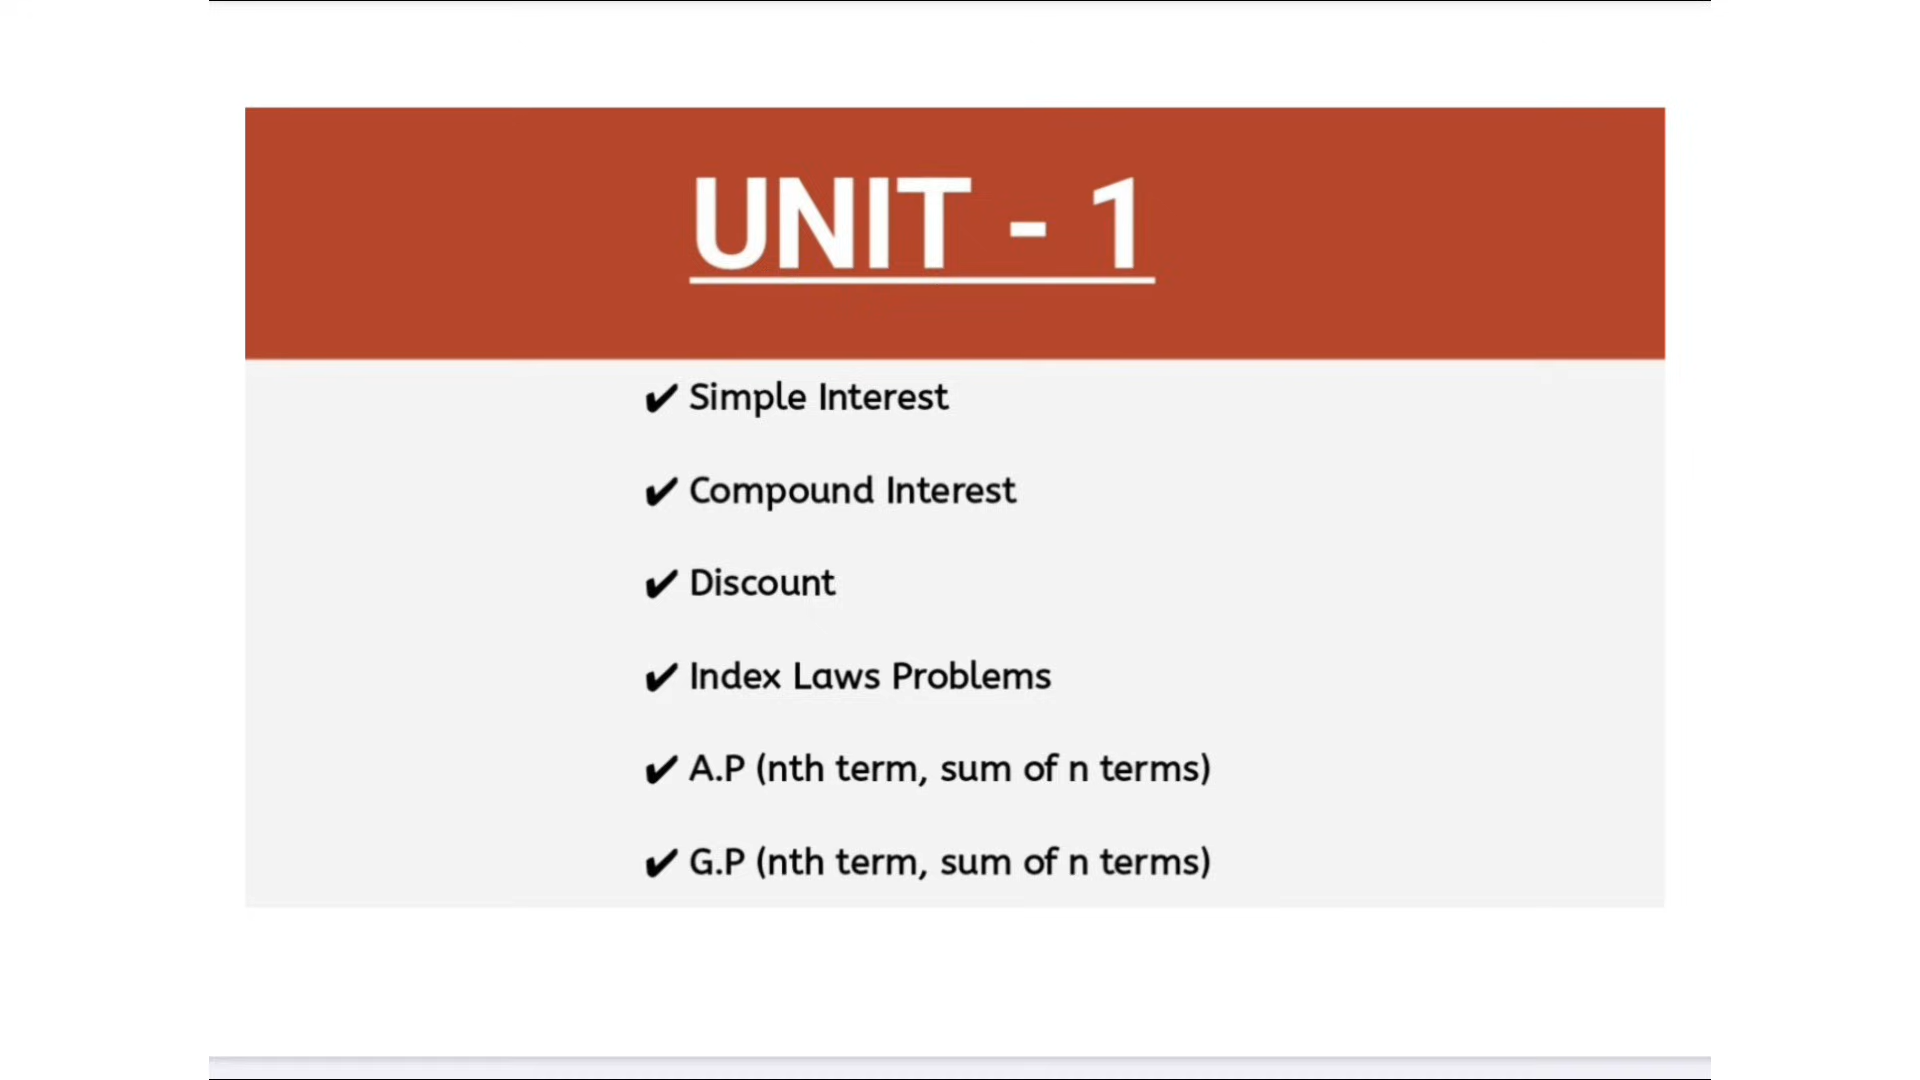 UNIT - 1
✔ Simple Interest
✔ Compound Interest
✔ Discount
✔ Index Laws Problems
✔ A.P (nth term, sum of n terms)
✔ G.P (nth term, sum of n terms)